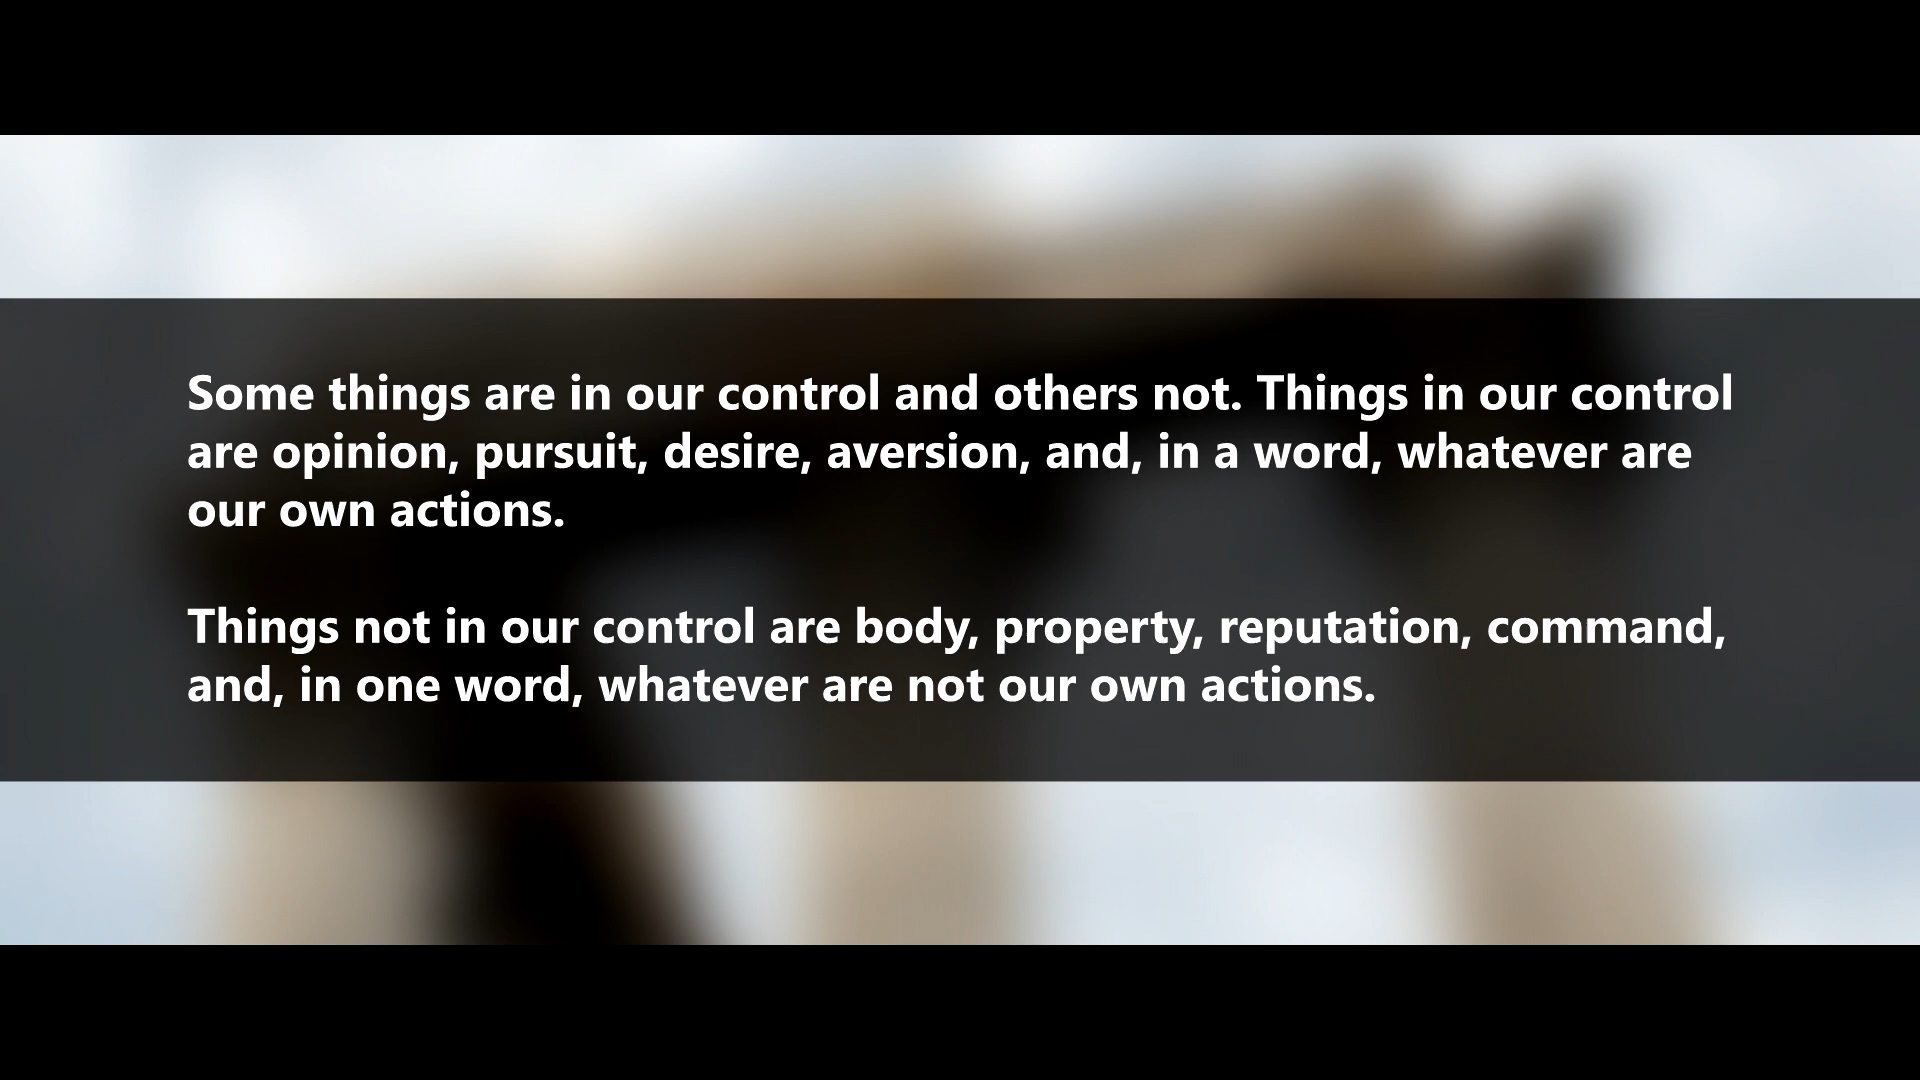 Some things are in our control and others not. Things in our control
are opinion, pursuit, desire, aversion, and, in a word, whatever are
our own actions.
Things not in our control are body, property, reputation, command,
and, in one word, whatever are not our own actions.